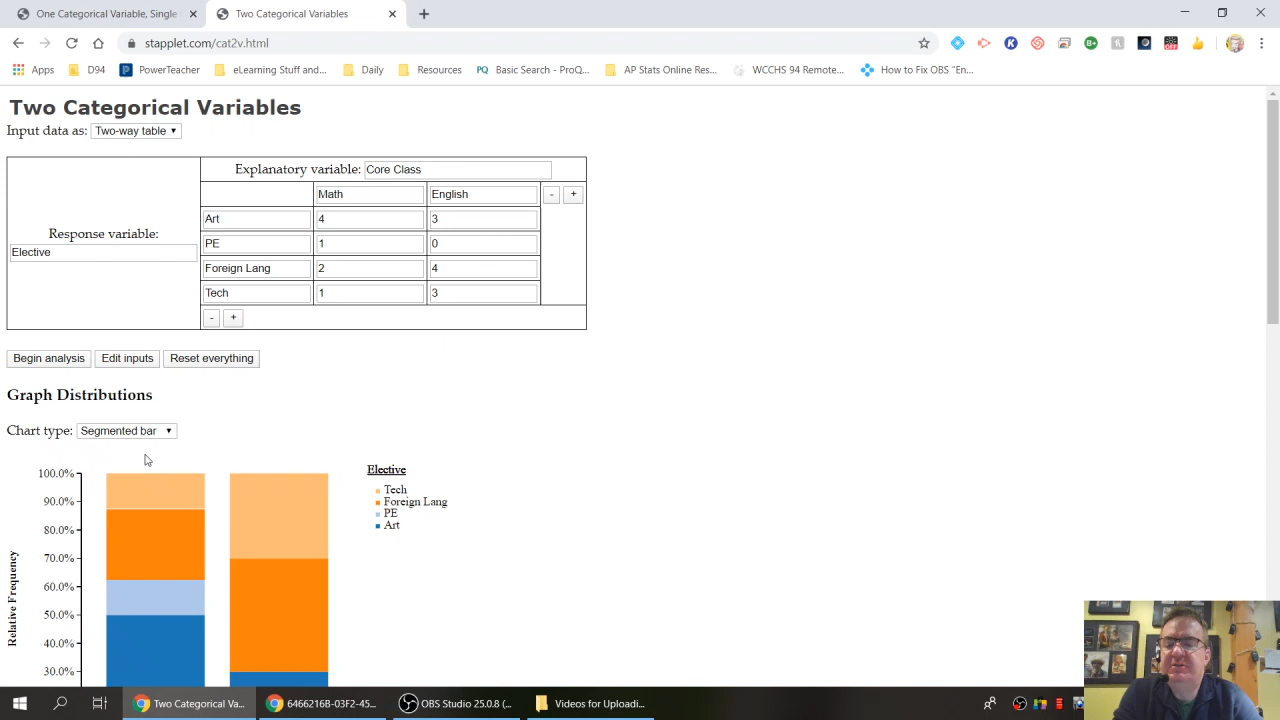 One Categorical Variable, Single
Two Categorical Variables
stapplet.com/cat2v.html
Apps
D94
PowerTeacher
eLearning Stuff and...
Daily
Resources
PQ Basic Search - ProQ...
AP Stats Online Res...
WCCHS 94 Remote...
How to Fix OBS "En...
Two Categorical Variables
Input data as: Two-way table
Explanatory variable: Core Class
Math English - +
Art 4 3
Response variable:
PE 1 0
Elective
Foreign Lang 2 4
Tech 1 3
- +
Begin analysis Edit inputs Reset everything
Graph Distributions
Chart type: Segmented bar
Elective
Tech
Foreign Lang
PE
Art
100.0%
90.0%
80.0%
70.0%
60.0%
50.0%
40.0%
30.0%
Relative Frequency
Two Categorical Va...
6466216B-03F2-45...
OBS Studio 25.0.8 (...
Videos for Uploadi...